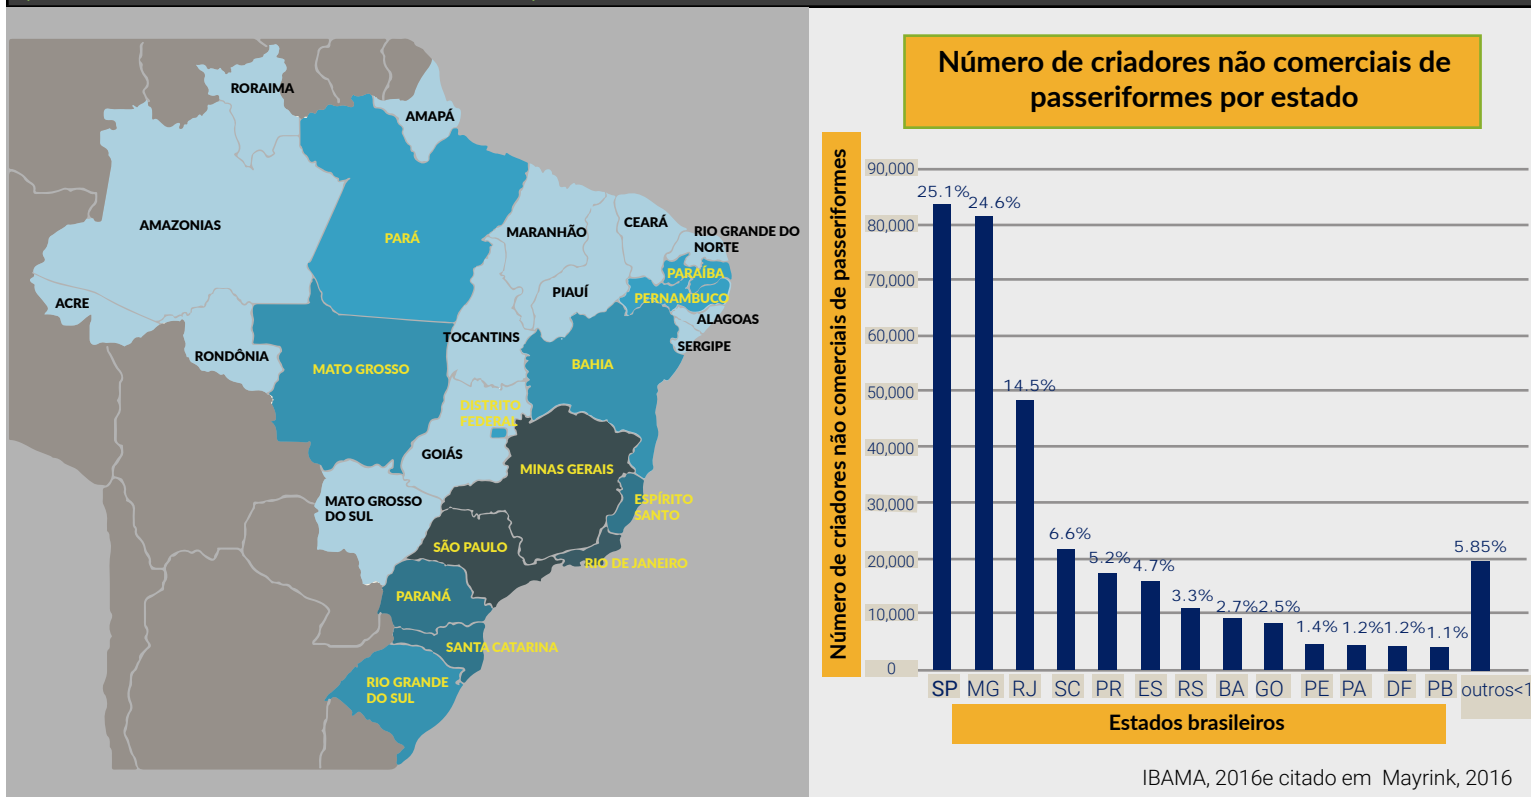 RORAIMA
AMAPÁ
AMAZONIAS
PARÁ
MARANHÃO
CEARÁ
RIO GRANDE DO
NORTE
PARAÍBA
PIAUÍ
PERNAMBUCO
ACRE
ALAGOAS
TOCANTINS
SERGIPE
RONDÔNIA
MATO GROSSO
BAHIA
DISTRITO
FEDERAL
GOIÁS
MINAS GERAIS
MATO GROSSO
DO SUL
ESPÍRITO
SANTO
SÃO PAULO
RIO DE JANEIRO
PARANÁ
SANTA CATARINA
RIO GRANDE
DO SUL
Número de criadores não comerciais de
passeriformes por estado
Número de criadores não comerciais de passeriformes
90,000
80,000
70,000
60,000
50,000
40,000
30,000
20,000
10,000
0
25.1%
24.6%
14.5%
6.6%
5.2%
4.7%
3.3%
2.7%
2.5%
1.4%
1.2%
1.2%
1.1%
5.85%
SP MG RJ SC PR ES RS BA GO PE PA DF PB outros<1
Estados brasileiros
IBAMA, 2016e citado em Mayrink, 2016